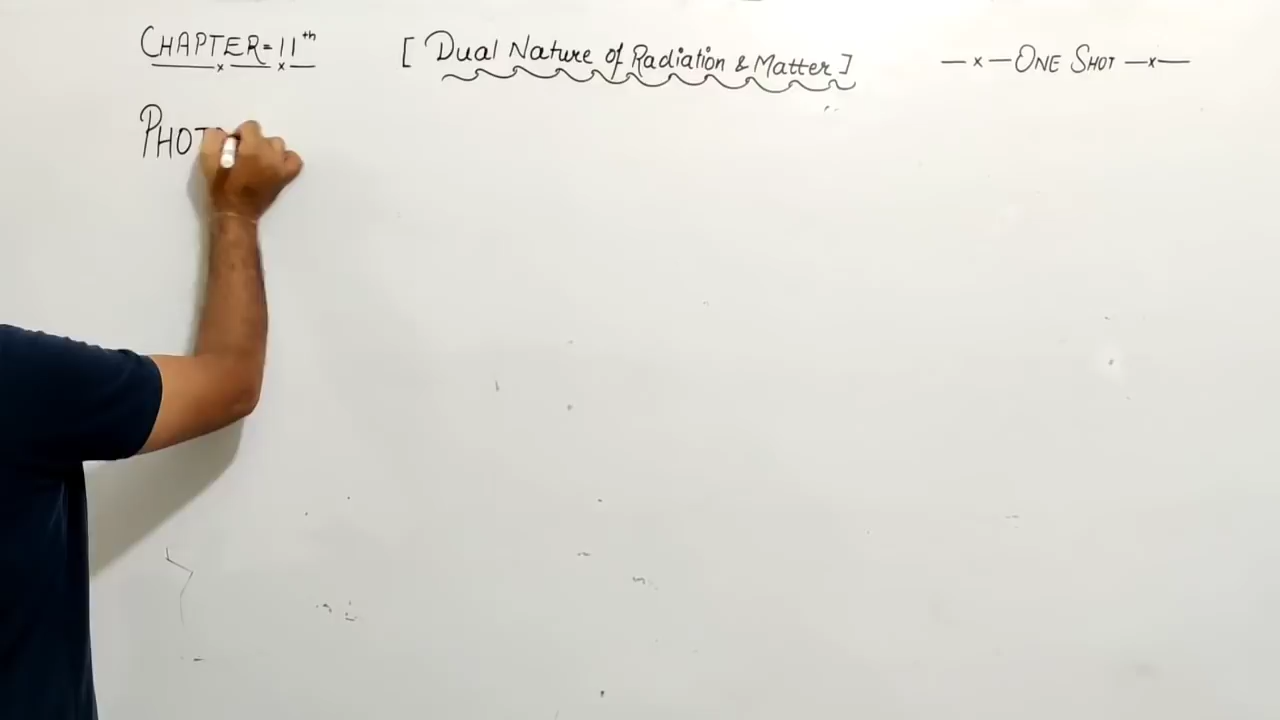 CHAPTER=11th [ Dual Nature of Radiation & Matter ] —x—ONE SHOT—x—
PHOT